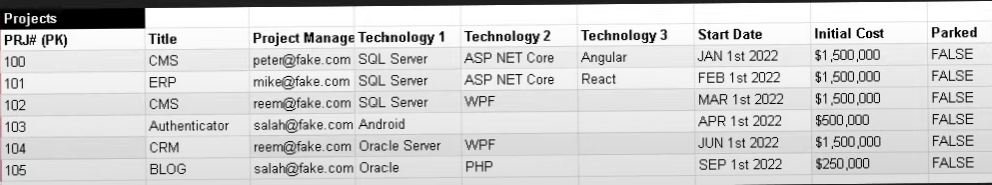 Projects
PRJ# (PK) Title Project Manage Technology 1 Technology 2 Technology 3 Start Date Initial Cost Parked
100 CMS peter@fake.com SQL Server ASP NET Core Angular JAN 1st 2022 $1,500,000 FALSE
101 ERP mike@fake.com SQL Server ASP NET Core React FEB 1st 2022 $1,500,000 FALSE
102 CMS reem@fake.com SQL Server WPF MAR 1st 2022 $1,500,000 FALSE
103 Authenticator salah@fake.com Android APR 1st 2022 $500,000 FALSE
104 CRM reem@fake.com Oracle Server WPF JUN 1st 2022 $1,500,000 FALSE
105 BLOG salah@fake.com Oracle PHP SEP 1st 2022 $250,000 FALSE